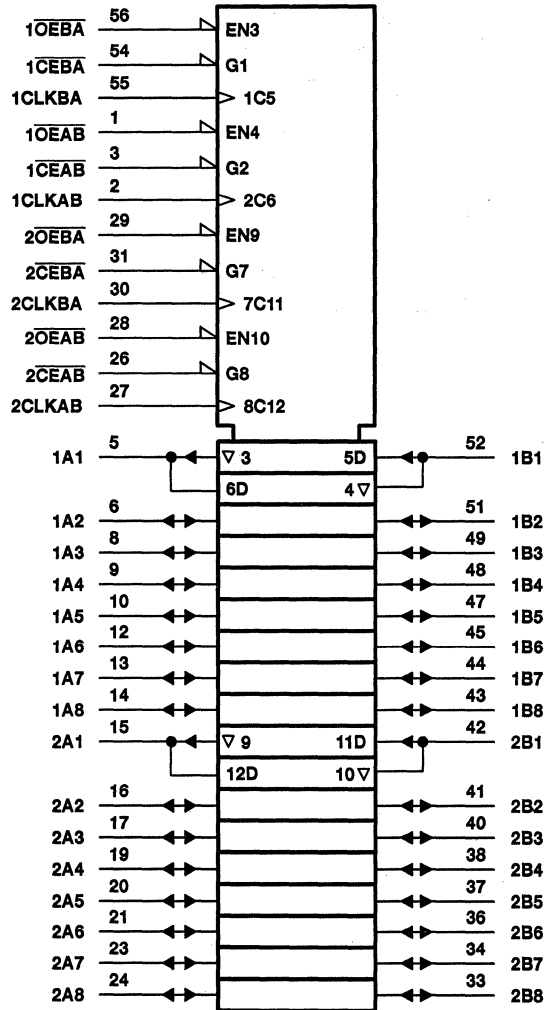 1OEBA 56 EN3
1CEBA 54 G1
1CLKBA 55 1C5
1OEAB 1 EN4
1CEAB 3 G2
1CLKAB 2 2C6
2OEBA 29 EN9
2CEBA 31 G7
2CLKBA 30 7C11
2OEAB 28 EN10
2CEAB 26 G8
2CLKAB 27 8C12
1A1 5 ▽ 3 5D 52 1B1
6D 4 ▽
1A2 6 51 1B2
1A3 8 49 1B3
1A4 9 48 1B4
1A5 10 47 1B5
1A6 12 45 1B6
1A7 13 44 1B7
1A8 14 43 1B8
2A1 15 ▽ 9 11D 42 2B1
12D 10 ▽
2A2 16 41 2B2
2A3 17 40 2B3
2A4 19 38 2B4
2A5 20 37 2B5
2A6 21 36 2B6
2A7 23 34 2B7
2A8 24 33 2B8